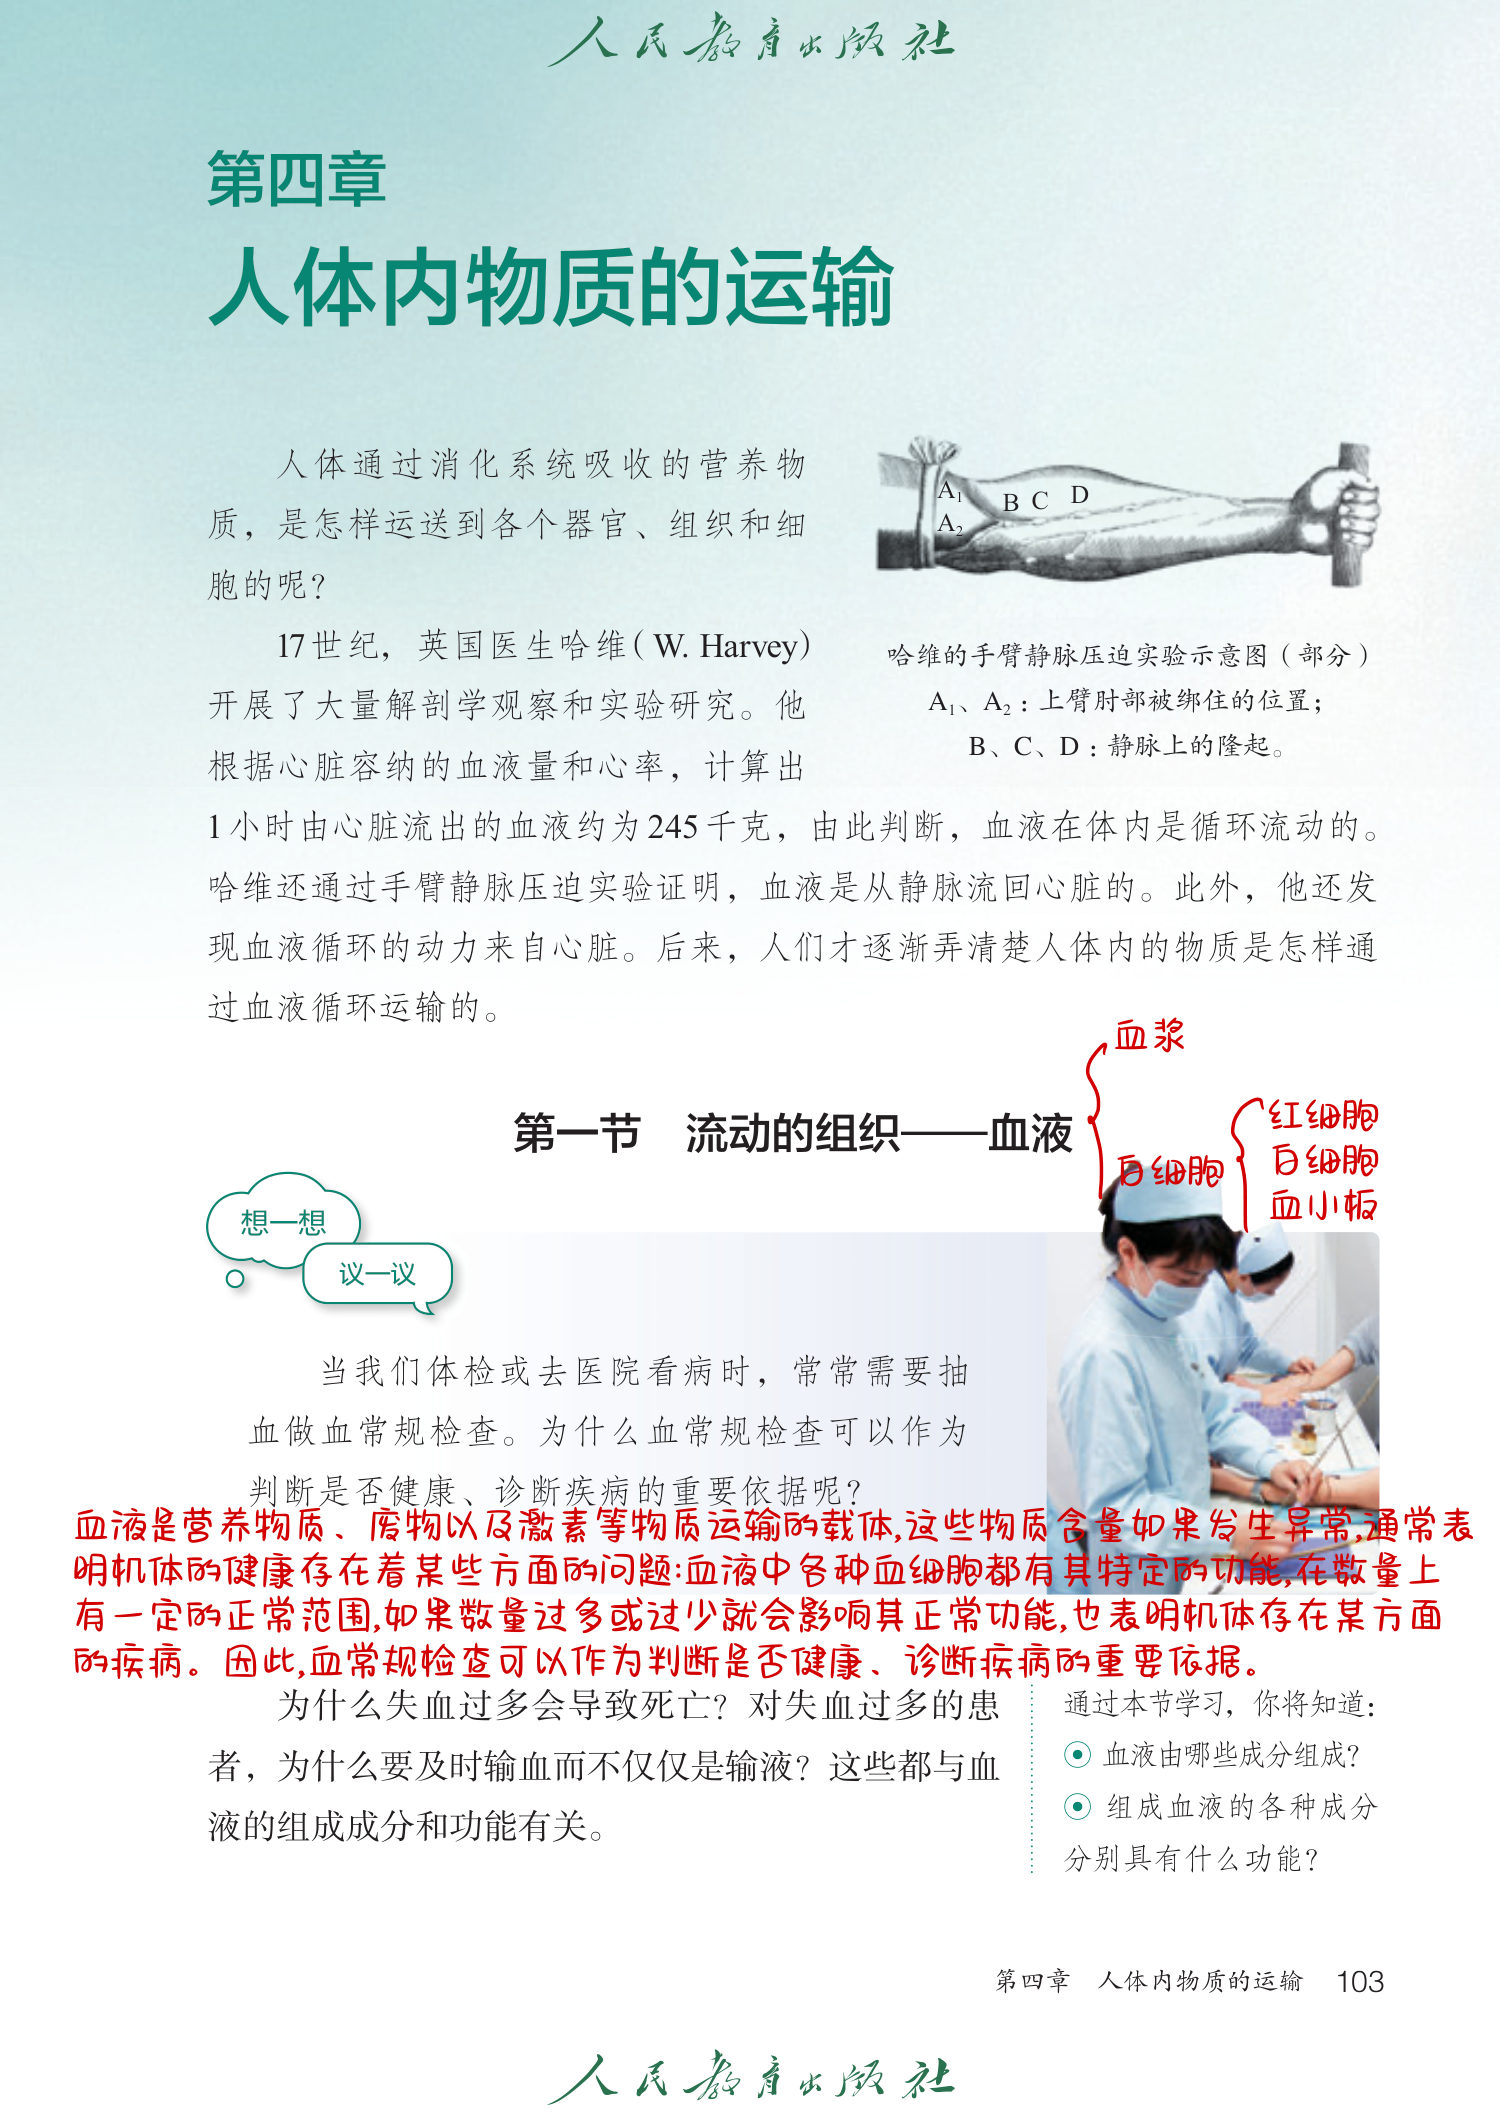 人民教育出版社
第四章
人体内物质的运输
人体通过消化系统吸收的营养物
质，是怎样运送到各个器官、组织和细
胞的呢？
17世纪，英国医生哈维（W. Harvey）
开展了大量解剖学观察和实验研究。他
根据心脏容纳的血液量和心率，计算出
1小时由心脏流出的血液约为245千克，由此判断，血液在体内是循环流动的。
哈维还通过手臂静脉压迫实验证明，血液是从静脉流回心脏的。此外，他还发
现血液循环的动力来自心脏。后来，人们才逐渐弄清楚人体内的物质是怎样通
过血液循环运输的。
A₁
A₂
B C D
哈维的手臂静脉压迫实验示意图（部分）
A₁、A₂：上臂肘部被绑住的位置；
B、C、D：静脉上的隆起。
第一节 流动的组织——血液
血浆
白细胞
红细胞
白细胞
血小板
想一想
议一议
当我们体检或去医院看病时，常常需要抽
血做血常规检查。为什么血常规检查可以作为
判断是否健康、诊断疾病的重要依据呢？
血液是营养物质、废物以及激素等物质运输的载体,这些物质含量如果发生异常,通常表
明机体的健康存在着某些方面的问题:血液中各种血细胞都有其特定的功能,在数量上
有一定的正常范围,如果数量过多或过少就会影响其正常功能,也表明机体存在某方面
的疾病。因此,血常规检查可以作为判断是否健康、诊断疾病的重要依据。
为什么失血过多会导致死亡？对失血过多的患
者，为什么要及时输血而不仅仅是输液？这些都与血
液的组成成分和功能有关。
通过本节学习，你将知道：
血液由哪些成分组成？
组成血液的各种成分
分别具有什么功能？
第四章 人体内物质的运输 103
人民教育出版社